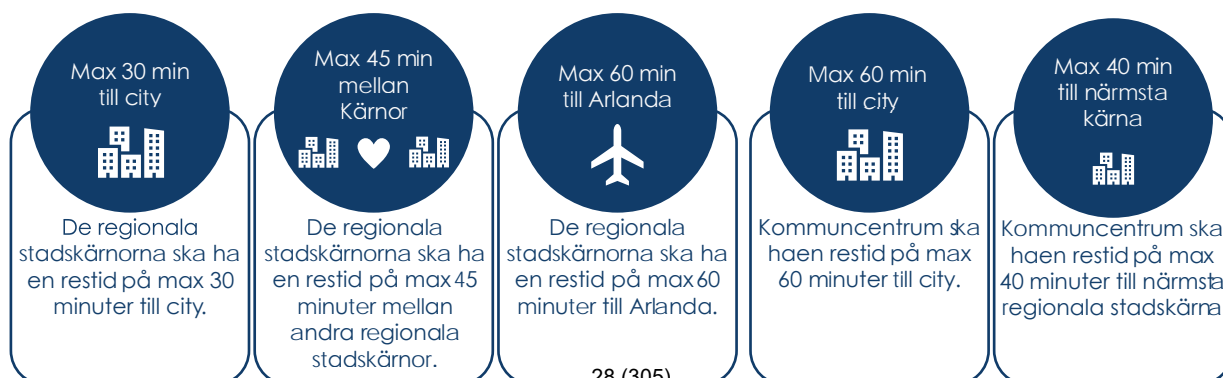 Max 30 min
till city
De regionala
stadskärnorna ska ha
en restid på max 30
minuter till city.
Max 45 min
mellan
Kärnor
De regionala
stadskärnorna ska ha
en restid på max 45
minuter mellan
andra regionala
stadskärnor.
Max 60 min
till Arlanda
De regionala
stadskärnorna ska ha
en restid på max 60
minuter till Arlanda.
Max 60 min
till city
Kommuncentrum ska
haen restid på max
60 minuter till city.
Max 40 min
till närmsta
kärna
Kommuncentrum ska
haen restid på max
40 minuter till närmsta
regionala stadskärna
28 (305)